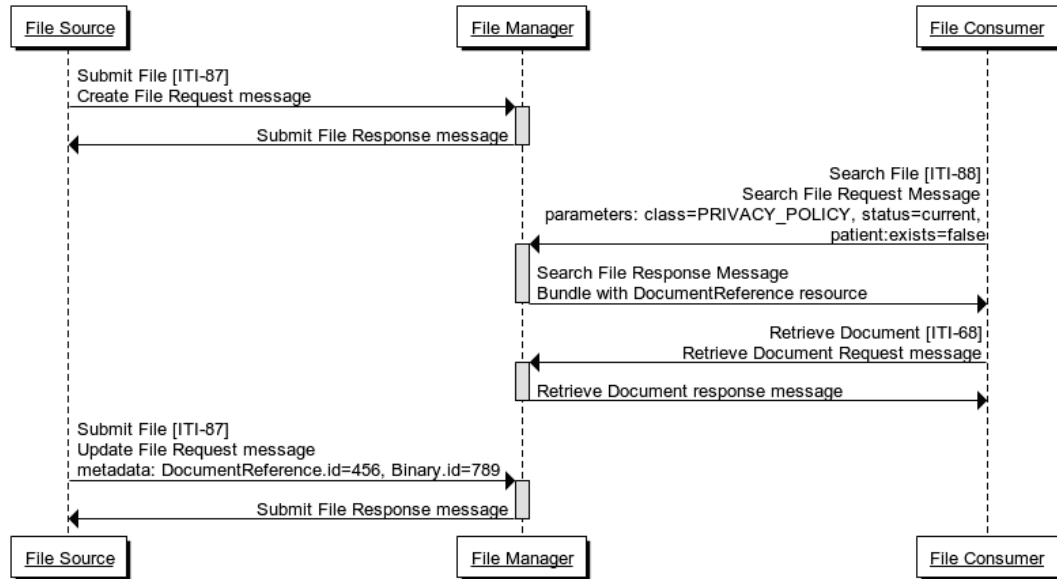 File Source
File Manager
File Consumer
Submit File [ITI-87]
Create File Request message
Submit File Response message
Search File [ITI-88]
Search File Request Message
parameters: class=PRIVACY_POLICY, status=current,
patient:exists=false
Search File Response Message
Bundle with DocumentReference resource
Retrieve Document [ITI-68]
Retrieve Document Request message
Retrieve Document response message
Submit File [ITI-87]
Update File Request message
metadata: DocumentReference.id=456, Binary.id=789
Submit File Response message
File Source
File Manager
File Consumer